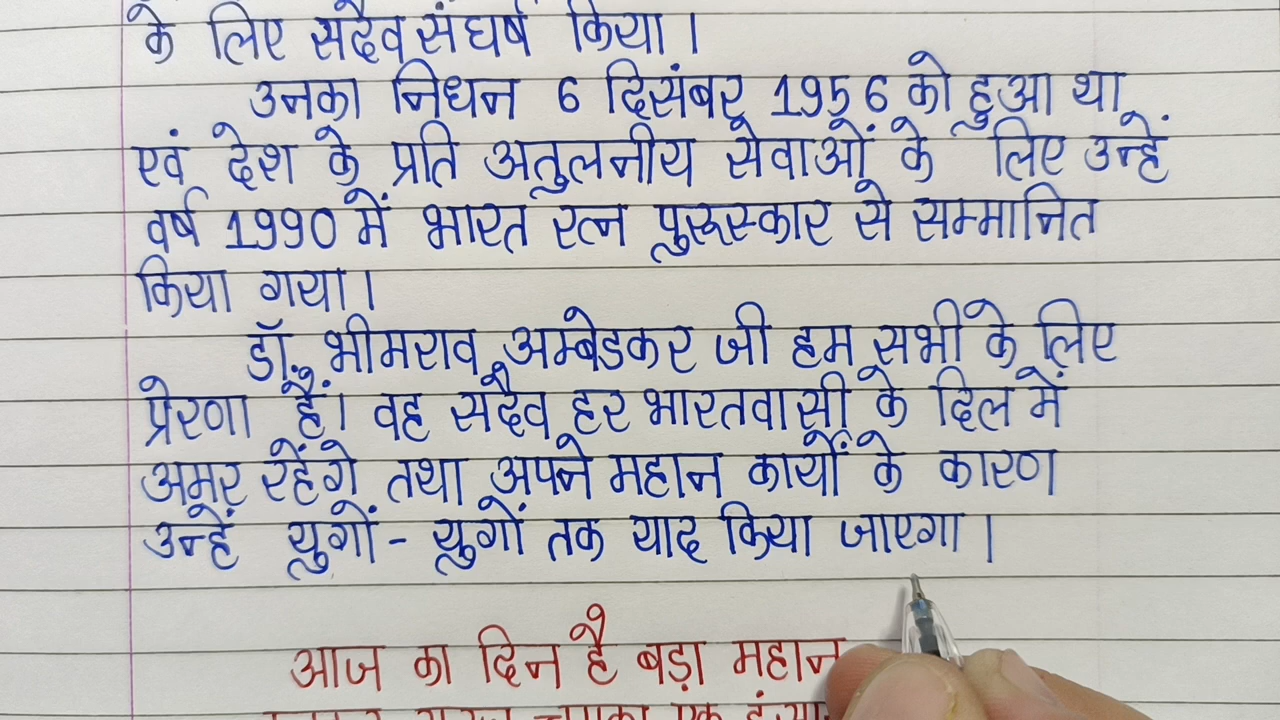 के लिए सदैव संघर्ष किया।
उनका निधन 6 दिसंबर 1956 को हुआ था
एवं देश के प्रति अतुलनीय सेवाओं के लिए उन्हें
वर्ष 1990 में भारत रत्न पुरूस्कार से सम्मानित
किया गया।
डॉ. भीमराव अम्बेडकर जी हम सभी के लिए
प्रेरणा हैं। वह सदैव हर भारतवासी के दिल में
अमर रहेंगे तथा अपने महान कार्यों के कारण
उन्हें युगों - युगों तक याद किया जाएगा।
आज का दिन है बड़ा महान